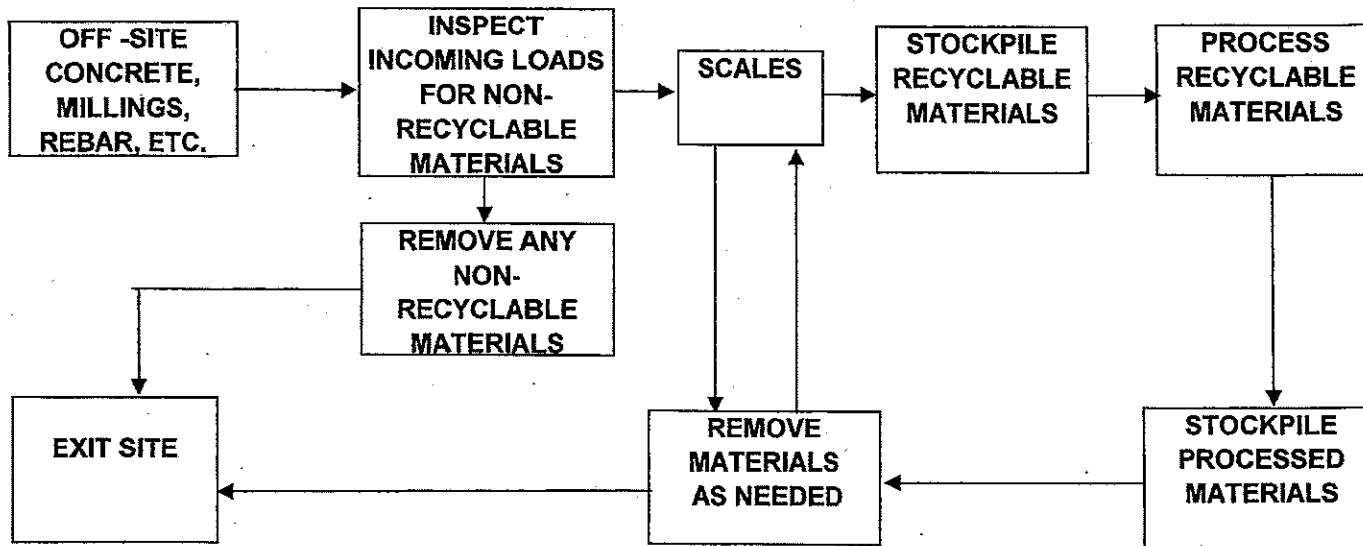 OFF -SITE
CONCRETE,
MILLINGS,
REBAR, ETC.
INSPECT
INCOMING LOADS
FOR NON-
RECYCLABLE
MATERIALS
SCALES
STOCKPILE
RECYCLABLE
MATERIALS
PROCESS
RECYCLABLE
MATERIALS
REMOVE ANY
NON-
RECYCLABLE
MATERIALS
EXIT SITE
REMOVE
MATERIALS
AS NEEDED
STOCKPILE
PROCESSED
MATERIALS